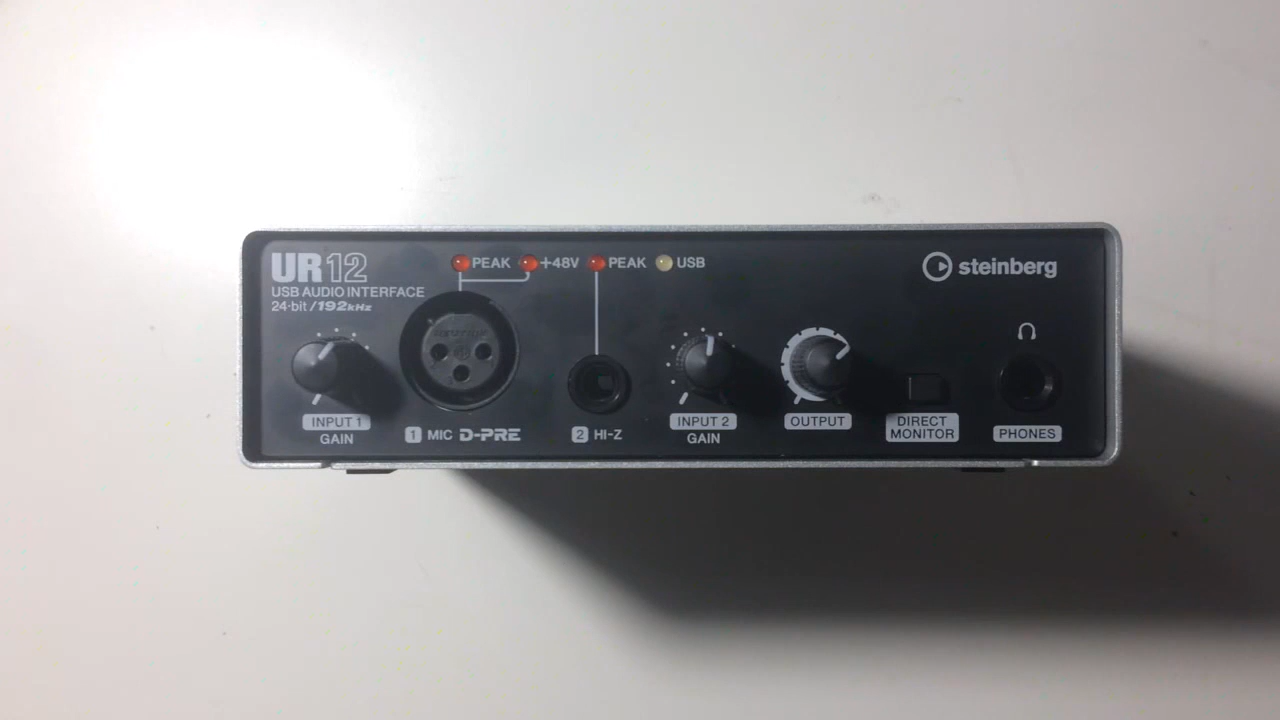 UR12
USB AUDIO INTERFACE
24-bit/192kHz
PEAK +48V PEAK USB
steinberg
INPUT 1
GAIN
1 MIC D-PRE
2 HI-Z
INPUT 2
GAIN
OUTPUT
DIRECT
MONITOR
PHONES